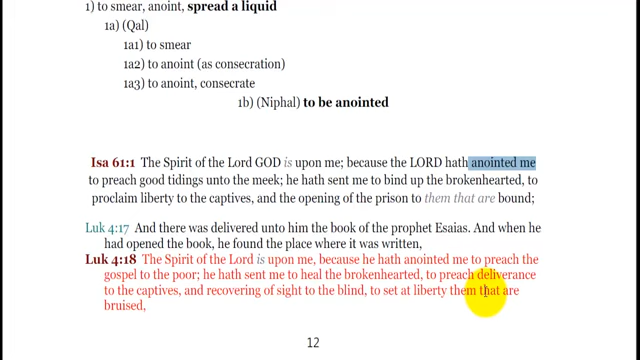 1) to smear, anoint, spread a liquid
1a) (Qal)
1a1) to smear
1a2) to anoint (as consecration)
1a3) to anoint, consecrate
1b) (Niphal) to be anointed
Isa 61:1 The Spirit of the Lord GOD is upon me; because the LORD hath anointed me
to preach good tidings unto the meek; he hath sent me to bind up the brokenhearted, to
proclaim liberty to the captives, and the opening of the prison to them that are bound;
Luk 4:17 And there was delivered unto him the book of the prophet Esaias. And when he
had opened the book, he found the place where it was written,
Luk 4:18 The Spirit of the Lord is upon me, because he hath anointed me to preach the
gospel to the poor; he hath sent me to heal the brokenhearted, to preach deliverance
to the captives, and recovering of sight to the blind, to set at liberty them that are
bruised,
12